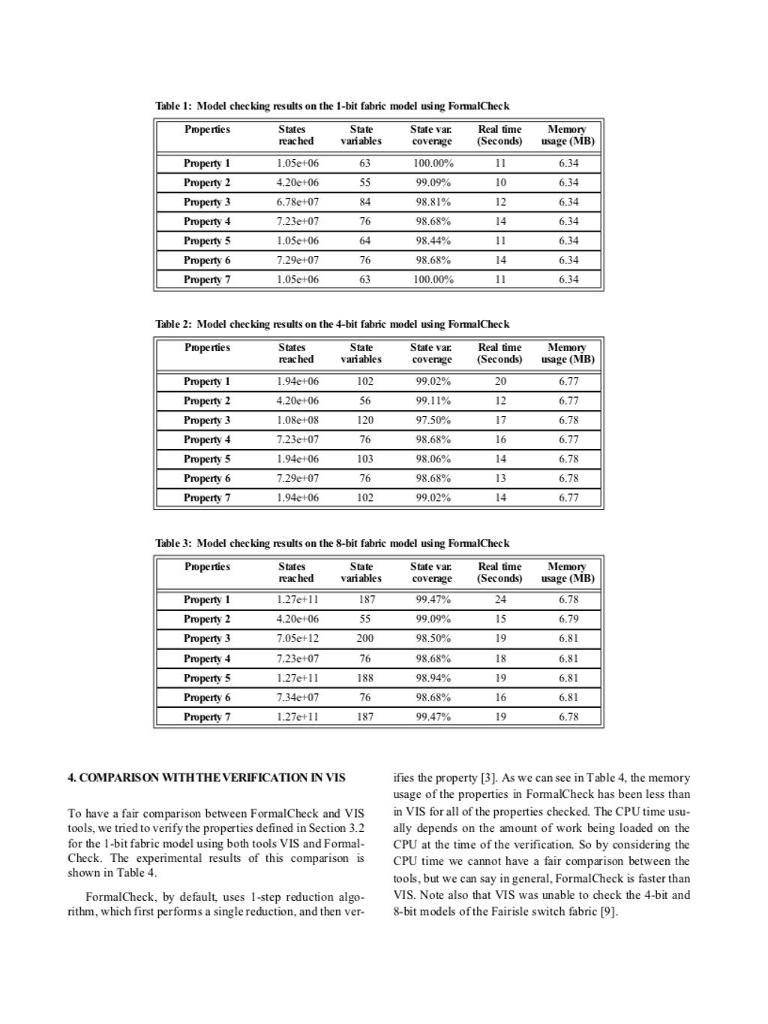 Table 1: Model checking results on the 1-bit fabric model using FormalCheck
Properties States reached State variables State var. coverage Real time (Seconds) Memory usage (MB)
Property 1 1.05e+06 63 100.00% 11 6.34
Property 2 4.20e+06 55 99.09% 10 6.34
Property 3 6.78e+07 84 98.81% 12 6.34
Property 4 7.23e+07 76 98.68% 14 6.34
Property 5 1.05e+06 64 98.44% 11 6.34
Property 6 7.29e+07 76 98.68% 14 6.34
Property 7 1.05e+06 63 100.00% 11 6.34
Table 2: Model checking results on the 4-bit fabric model using FormalCheck
Properties States reached State variables State var. coverage Real time (Seconds) Memory usage (MB)
Property 1 1.94e+06 102 99.02% 20 6.77
Property 2 4.20e+06 56 99.11% 12 6.77
Property 3 1.08e+08 120 97.50% 17 6.78
Property 4 7.23e+07 76 98.68% 16 6.77
Property 5 1.94e+06 103 98.06% 14 6.78
Property 6 7.29e+07 76 98.68% 13 6.78
Property 7 1.94e+06 102 99.02% 14 6.77
Table 3: Model checking results on the 8-bit fabric model using FormalCheck
Properties States reached State variables State var. coverage Real time (Seconds) Memory usage (MB)
Property 1 1.27e+11 187 99.47% 24 6.78
Property 2 4.20e+06 55 99.09% 15 6.79
Property 3 7.05e+12 200 98.50% 19 6.81
Property 4 7.23e+07 76 98.68% 18 6.81
Property 5 1.27e+11 188 98.94% 19 6.81
Property 6 7.34e+07 76 98.68% 16 6.81
Property 7 1.27e+11 187 99.47% 19 6.78
4. COMPARISON WITH THE VERIFICATION IN VIS
To have a fair comparison between FormalCheck and VIS
tools, we tried to verify the properties defined in Section 3.2
for the 1-bit fabric model using both tools VIS and Formal-
Check. The experimental results of this comparison is
shown in Table 4.
FormalCheck, by default, uses 1-step reduction algo-
rithm, which first performs a single reduction, and then ver-
ifies the property [3]. As we can see in Table 4, the memory
usage of the properties in FormalCheck has been less than
in VIS for all of the properties checked. The CPU time usu-
ally depends on the amount of work being loaded on the
CPU at the time of the verification. So by considering the
CPU time we cannot have a fair comparison between the
tools, but we can say in general, FormalCheck is faster than
VIS. Note also that VIS was unable to check the 4-bit and
8-bit models of the Fairisle switch fabric [9].